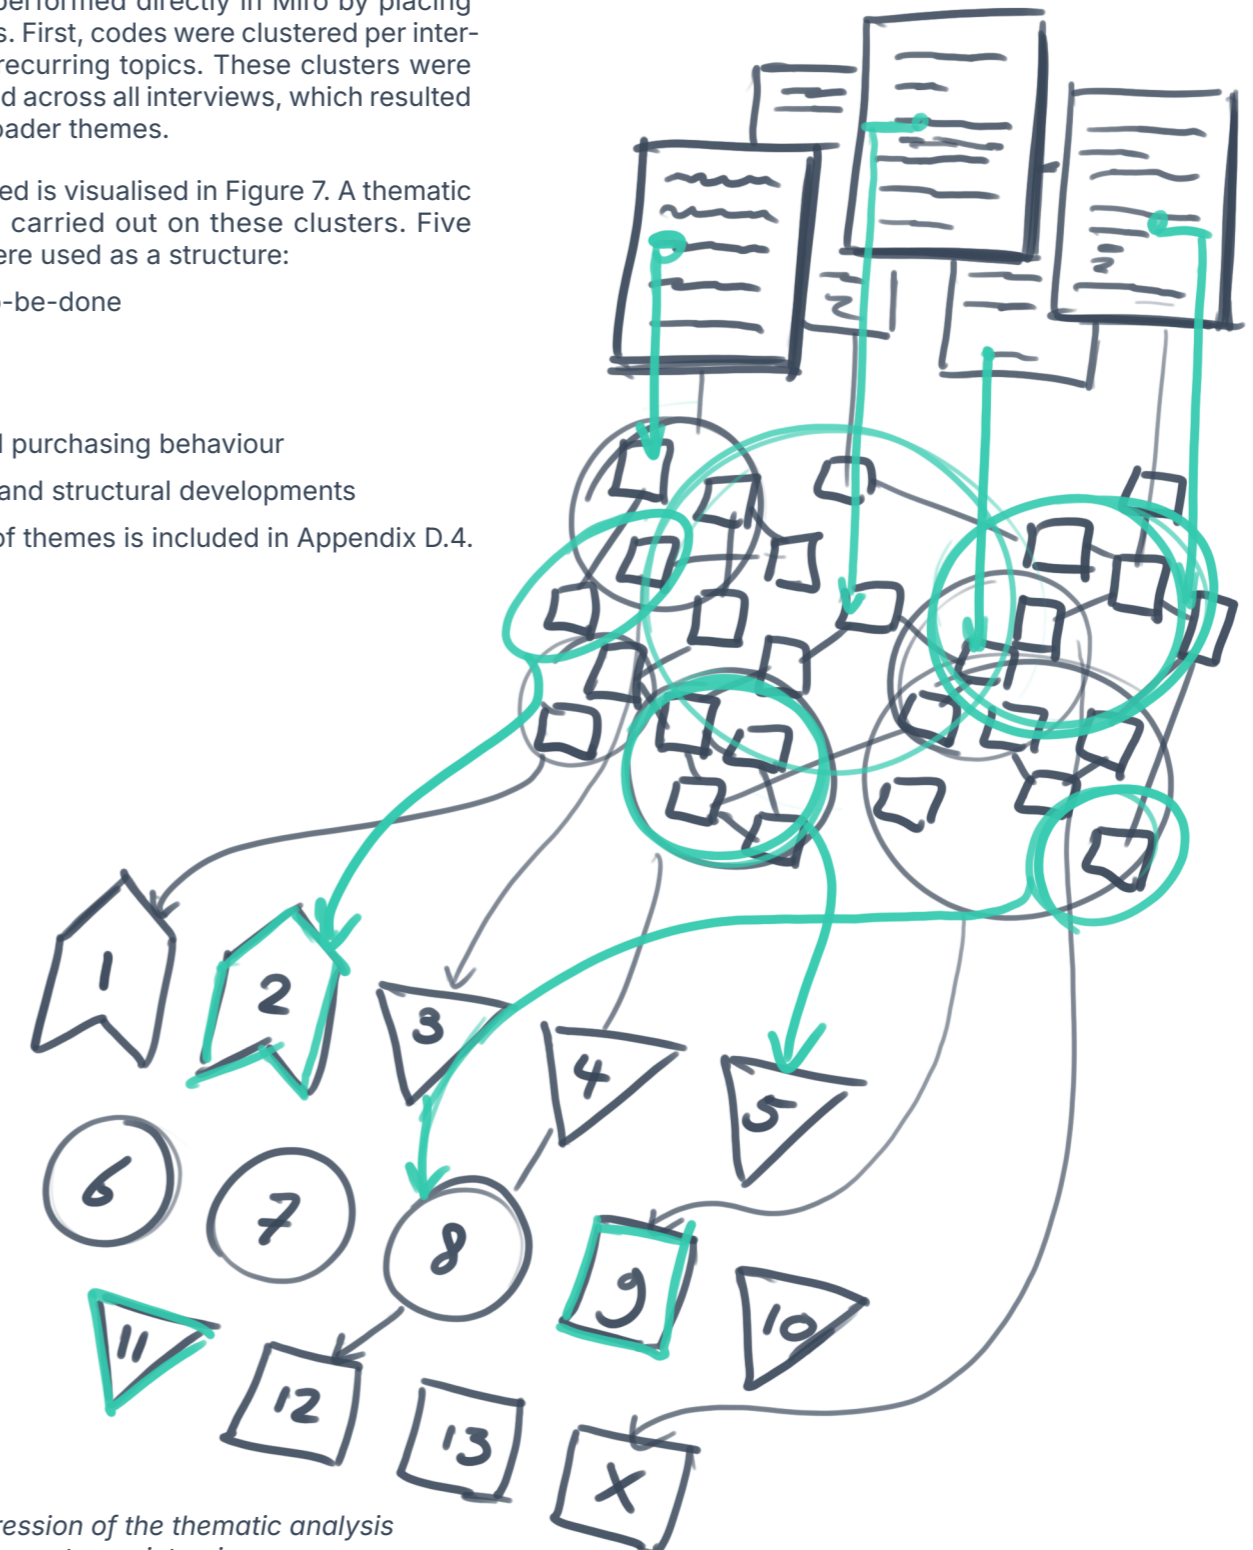 performed directly in Miro by placing
s. First, codes were clustered per inter-
recurring topics. These clusters were
d across all interviews, which resulted
oader themes.
ed is visualised in Figure 7. A thematic
carried out on these clusters. Five
ere used as a structure:
o-be-done
l purchasing behaviour
and structural developments
of themes is included in Appendix D.4.
1
2
3
4
5
6
7
8
9
10
11
12
13
X
ression of the thematic analysis